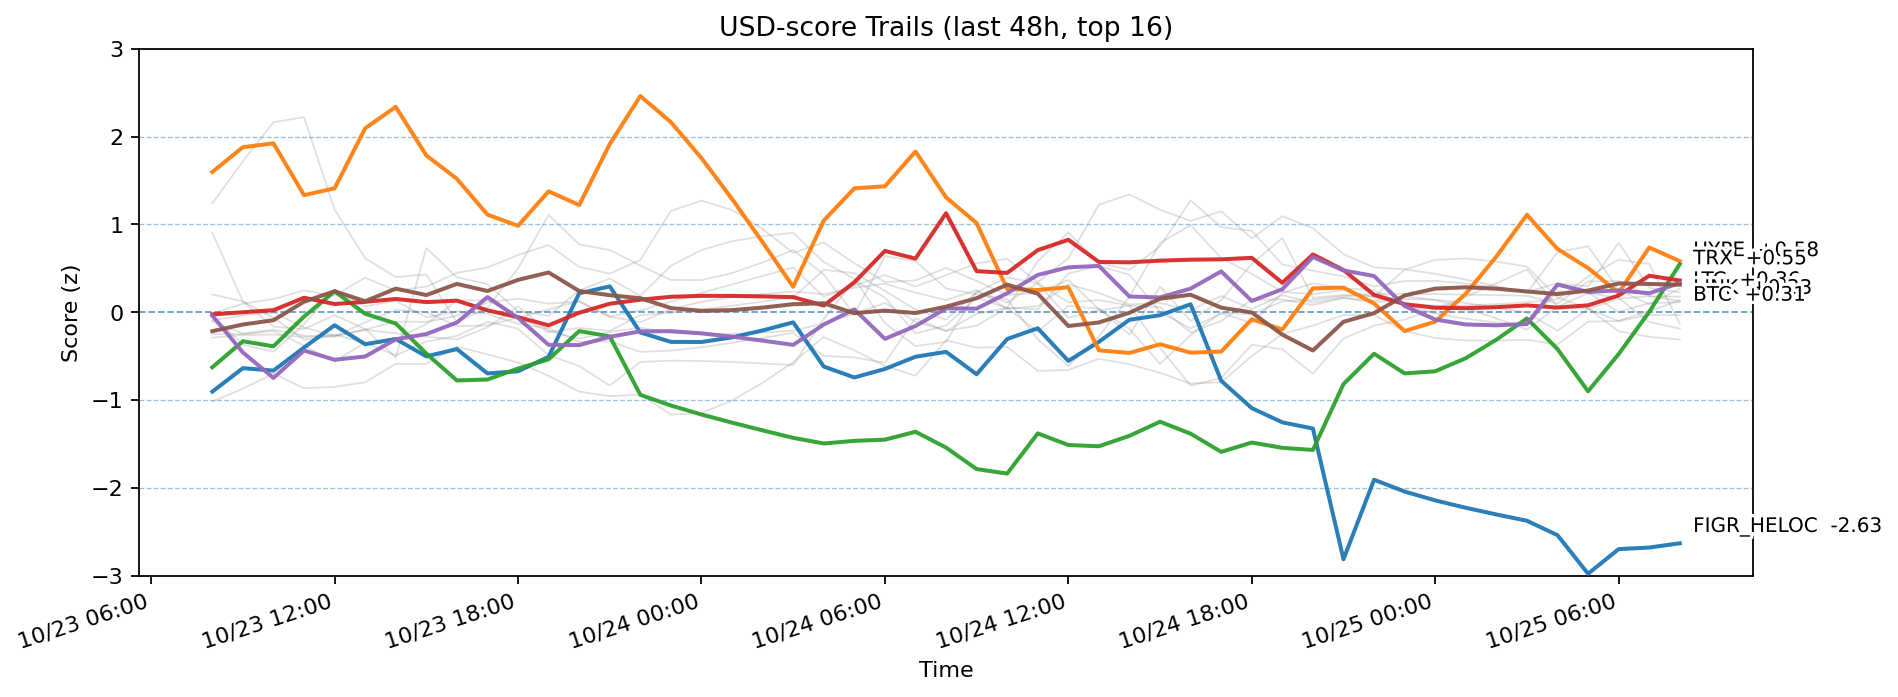 USD-score Trails (last 48h, top 16)
Score (z)
3
2
1
0
−1
−2
−3
HYPE +0.58
TRX +0.55
BTC +0.31
FIGR_HELOC -2.63
10/23 06:00
10/23 12:00
10/23 18:00
10/24 00:00
10/24 06:00
10/24 12:00
10/24 18:00
10/25 00:00
10/25 06:00
Time